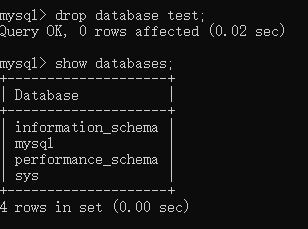 mysql> drop database test;
Query OK, 0 rows affected (0.02 sec)
mysql> show databases;
+--------------------+
| Database           |
+--------------------+
| information_schema |
| mysql              |
| performance_schema |
| sys                |
+--------------------+
4 rows in set (0.00 sec)